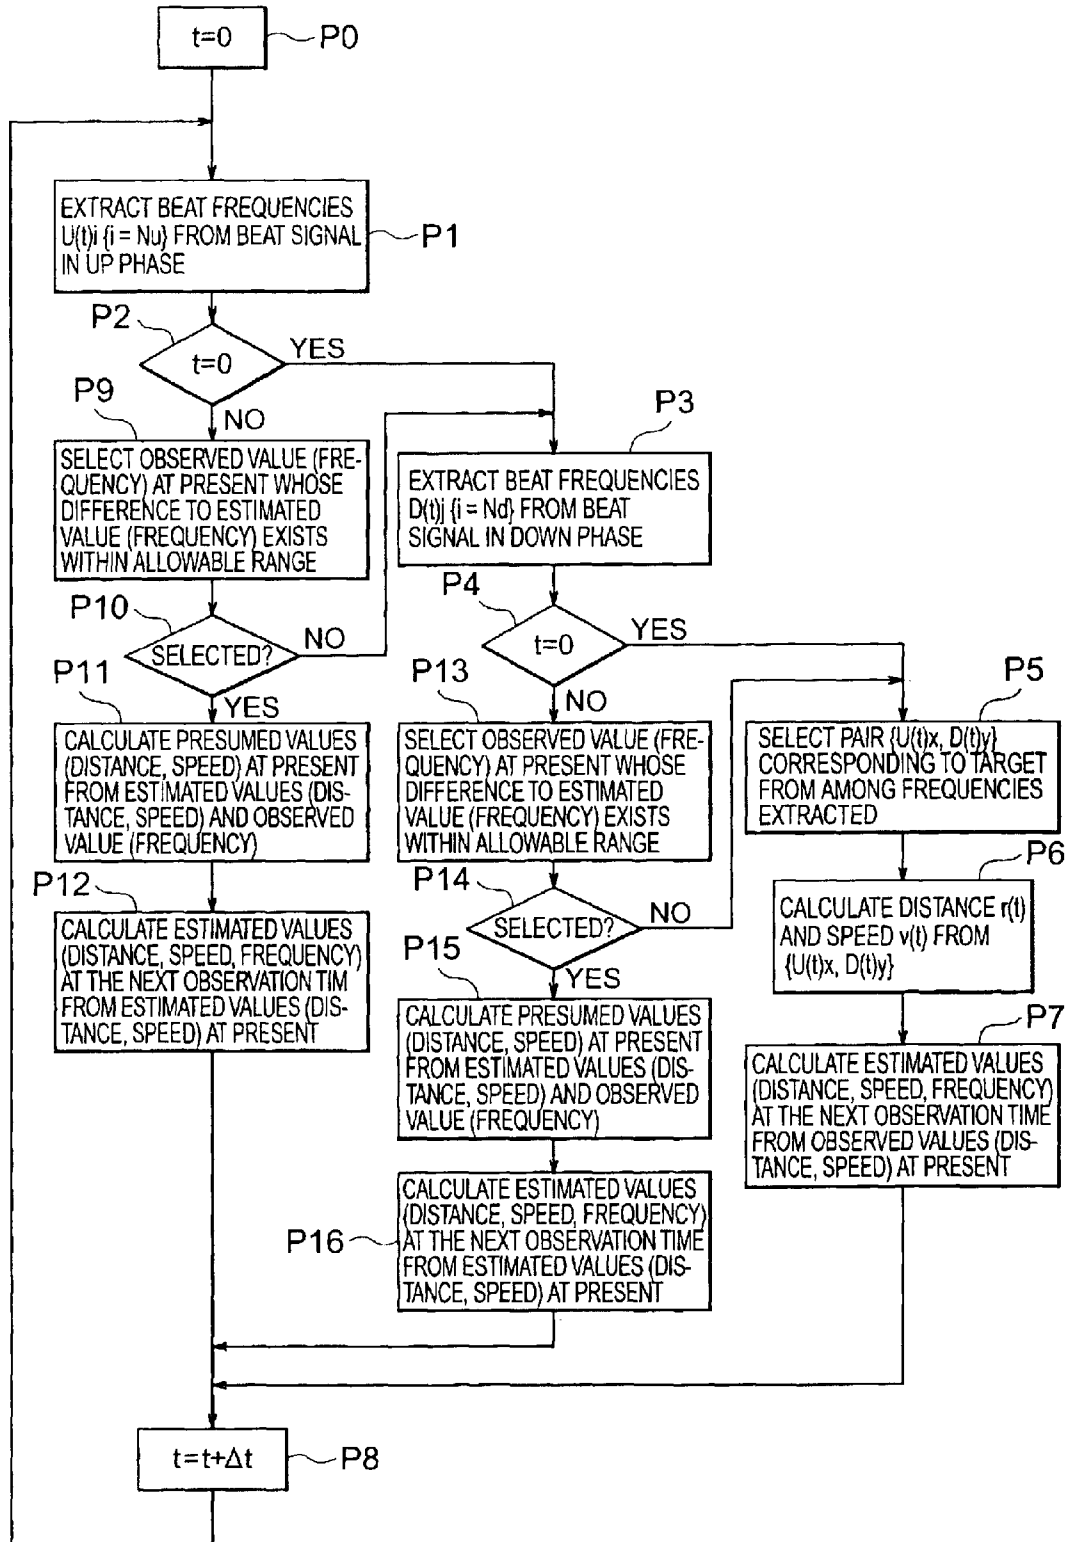 t=0
P0
EXTRACT BEAT FREQUENCIES
U(t)i {i = Nu} FROM BEAT SIGNAL
IN UP PHASE
P1
P2
t=0
YES
NO
P9
SELECT OBSERVED VALUE (FRE-
QUENCY) AT PRESENT WHOSE
DIFFERENCE TO ESTIMATED
VALUE (FREQUENCY) EXISTS
WITHIN ALLOWABLE RANGE
P3
EXTRACT BEAT FREQUENCIES
D(t)j {i = Nd} FROM BEAT
SIGNAL IN DOWN PHASE
P10
SELECTED?
NO
YES
P4
t=0
YES
NO
P11
CALCULATE PRESUMED VALUES
(DISTANCE, SPEED) AT PRESENT
FROM ESTIMATED VALUES (DIS-
TANCE, SPEED) AND OBSERVED
VALUE (FREQUENCY)
P13
SELECT OBSERVED VALUE (FRE-
QUENCY) AT PRESENT WHOSE
DIFFERENCE TO ESTIMATED
VALUE (FREQUENCY) EXISTS
WITHIN ALLOWABLE RANGE
P5
SELECT PAIR {U(t)x, D(t)y}
CORRESPONDING TO TARGET
FROM AMONG FREQUENCIES
EXTRACTED
P12
CALCULATE ESTIMATED VALUES
(DISTANCE, SPEED, FREQUENCY)
AT THE NEXT OBSERVATION TIM
FROM ESTIMATED VALUES (DIS-
TANCE, SPEED) AT PRESENT
P14
SELECTED?
NO
YES
P6
CALCULATE DISTANCE r(t)
AND SPEED v(t) FROM
{U(t)x, D(t)y}
P15
CALCULATE PRESUMED VALUES
(DISTANCE, SPEED) AT PRESENT
FROM ESTIMATED VALUES (DIS-
TANCE, SPEED) AND OBSERVED
VALUE (FREQUENCY)
P7
CALCULATE ESTIMATED VALUES
(DISTANCE, SPEED, FREQUENCY)
AT THE NEXT OBSERVATION TIME
FROM OBSERVED VALUES (DIS-
TANCE, SPEED) AT PRESENT
P16
CALCULATE ESTIMATED VALUES
(DISTANCE, SPEED, FREQUENCY)
AT THE NEXT OBSERVATION TIME
FROM ESTIMATED VALUES (DIS-
TANCE, SPEED) AT PRESENT
t=t+Δt
P8